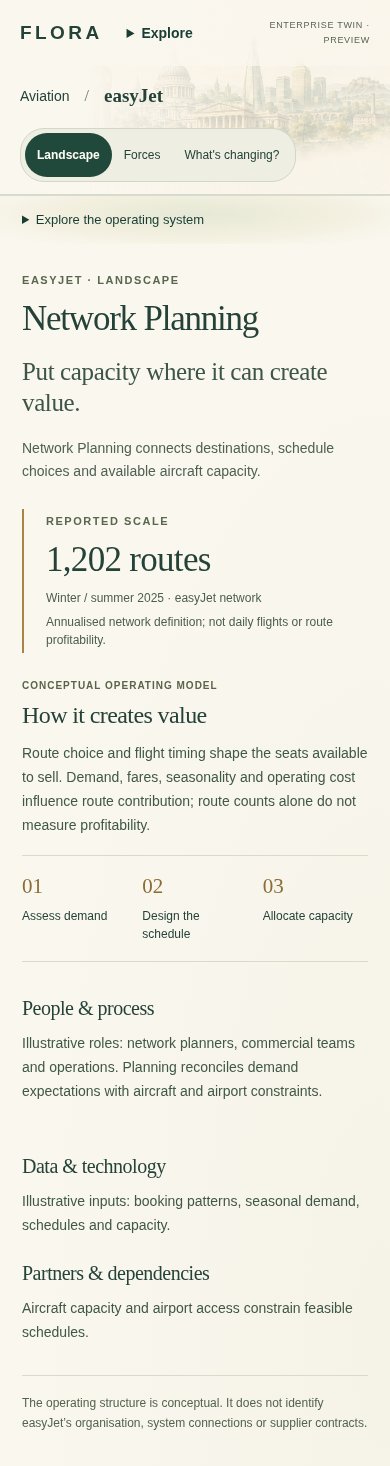 FLORA
Explore
ENTERPRISE TWIN ·
PREVIEW
Aviation / easyJet
Landscape Forces What's changing?
Explore the operating system
EASYJET · LANDSCAPE
Network Planning
Put capacity where it can create
value.
Network Planning connects destinations, schedule
choices and available aircraft capacity.
REPORTED SCALE
1,202 routes
Winter / summer 2025 · easyJet network
Annualised network definition; not daily flights or route
profitability.
CONCEPTUAL OPERATING MODEL
How it creates value
Route choice and flight timing shape the seats available
to sell. Demand, fares, seasonality and operating cost
influence route contribution; route counts alone do not
measure profitability.
01
Assess demand
02
Design the
schedule
03
Allocate capacity
People & process
Illustrative roles: network planners, commercial teams
and operations. Planning reconciles demand
expectations with aircraft and airport constraints.
Data & technology
Illustrative inputs: booking patterns, seasonal demand,
schedules and capacity.
Partners & dependencies
Aircraft capacity and airport access constrain feasible
schedules.
The operating structure is conceptual. It does not identify
easyJet's organisation, system connections or supplier contracts.